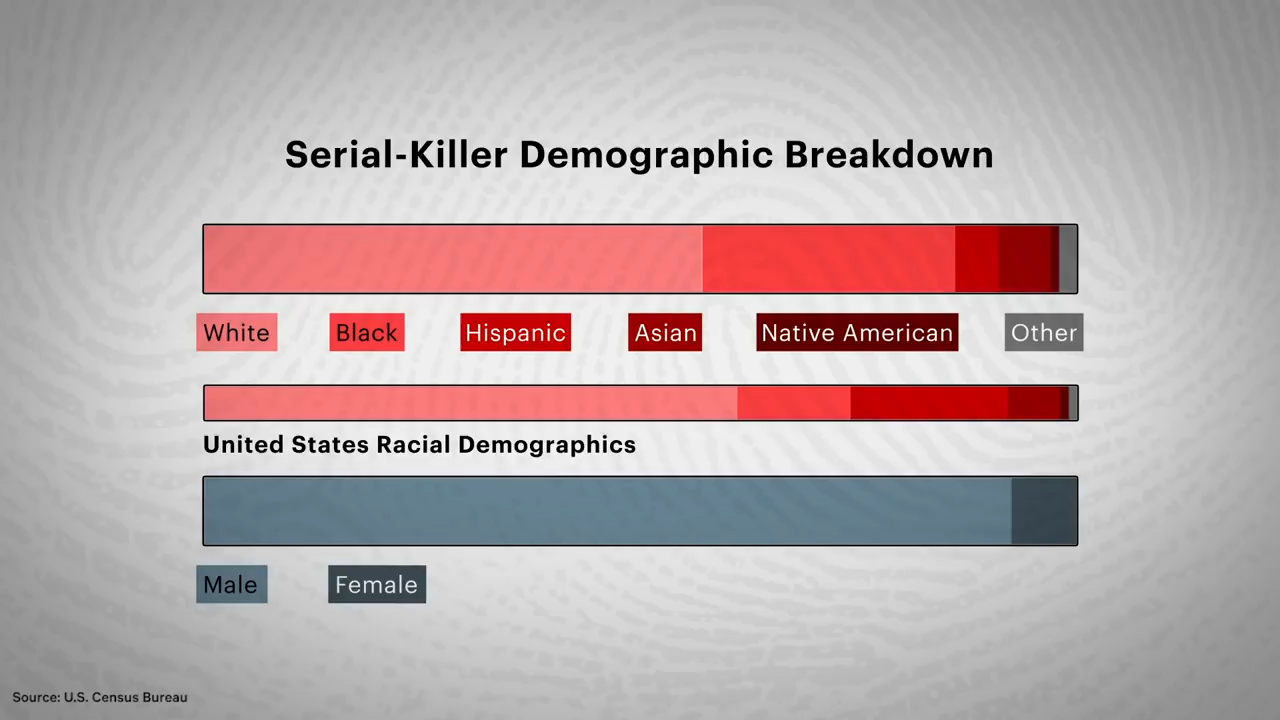 Serial-Killer Demographic Breakdown
White Black Hispanic Asian Native American Other
United States Racial Demographics
Male Female
Source: U.S. Census Bureau